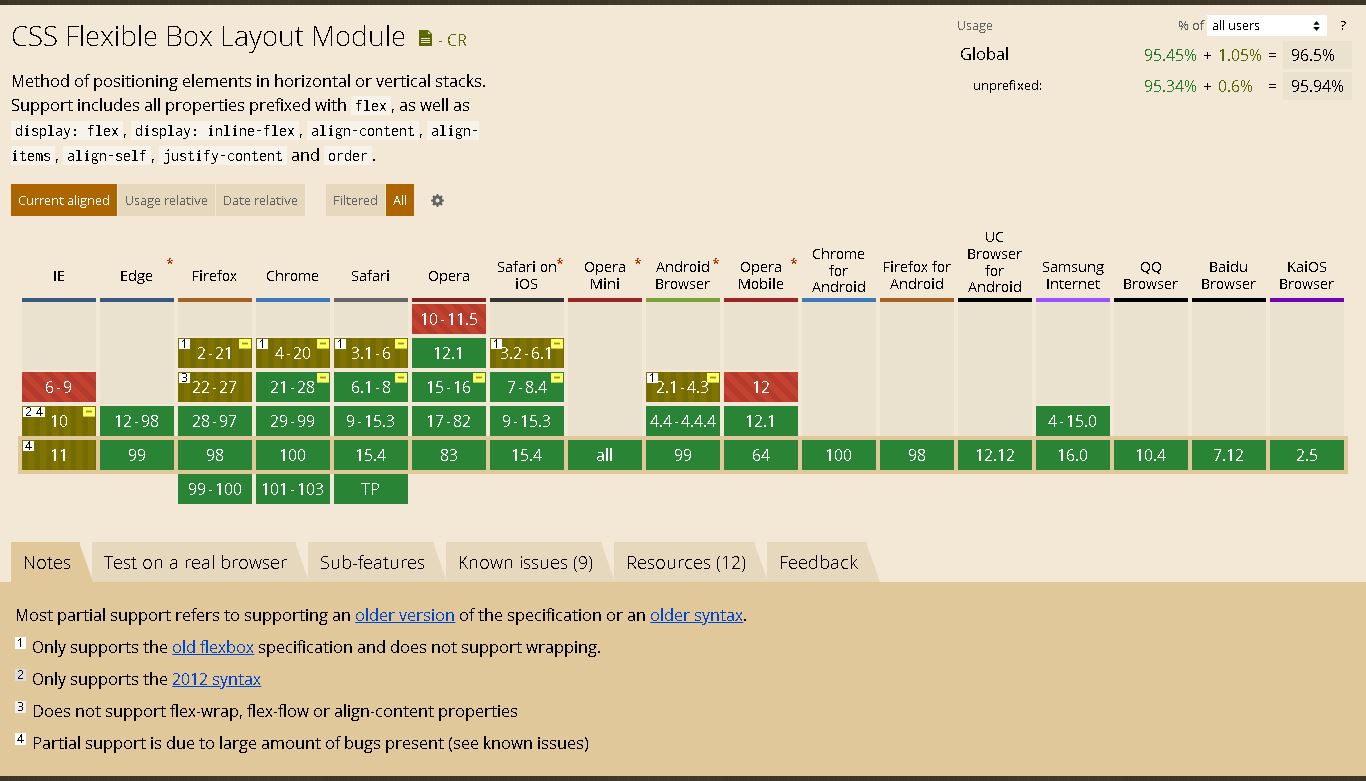 CSS Flexible Box Layout Module - CR
Usage % of all users ?
Global 95.45% + 1.05% = 96.5%
unprefixed: 95.34% + 0.6% = 95.94%
Method of positioning elements in horizontal or vertical stacks.
Support includes all properties prefixed with flex, as well as
display: flex, display: inline-flex, align-content, align-
items, align-self, justify-content and order.
Current aligned Usage relative Date relative Filtered All
IE Edge * Firefox Chrome Safari Opera Safari on iOS * Opera Mini * Android Browser * Opera Mobile * Chrome for Android Firefox for Android UC Browser for Android Samsung Internet QQ Browser Baidu Browser KaiOS Browser
10-11.5
1 2-21 1 4-20 1 3.1-6 12.1 1 3.2-6.1
6-9 3 22-27 21-28 6.1-8 15-16 7-8.4 1 2.1-4.3 12
2 4 10 12-98 28-97 29-99 9-15.3 17-82 9-15.3 4.4-4.4.4 12.1 4-15.0
4 11 99 98 100 15.4 83 15.4 all 99 64 100 98 12.12 16.0 10.4 7.12 2.5
99-100 101-103 TP
Notes Test on a real browser Sub-features Known issues (9) Resources (12) Feedback
Most partial support refers to supporting an older version of the specification or an older syntax.
1 Only supports the old flexbox specification and does not support wrapping.
2 Only supports the 2012 syntax
3 Does not support flex-wrap, flex-flow or align-content properties
4 Partial support is due to large amount of bugs present (see known issues)